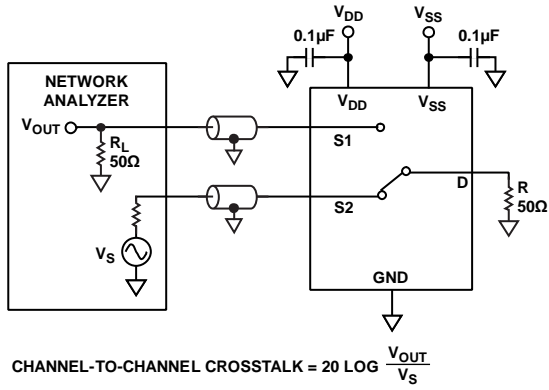 VDD
VSS
0.1µF
0.1µF
NETWORK
ANALYZER
VDD
VSS
VOUT
S1
RL
50Ω
D
R
50Ω
S2
VS
GND
CHANNEL-TO-CHANNEL CROSSTALK = 20 LOG VOUT/VS